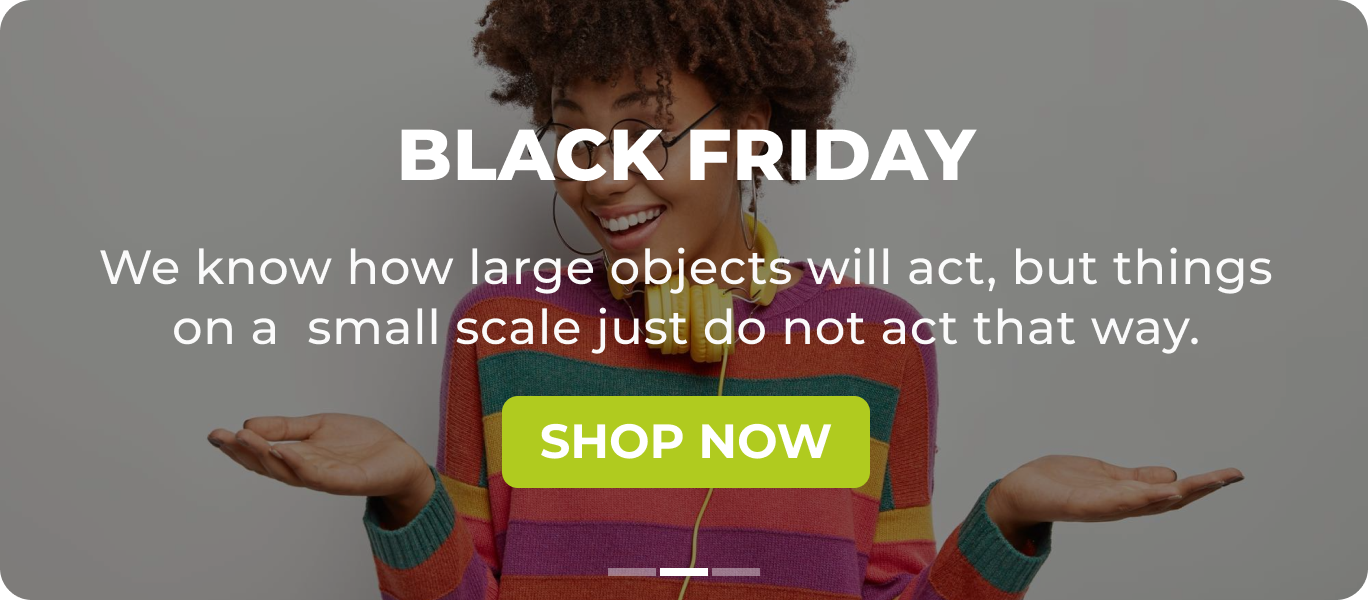 BLACK FRIDAY
We know how large objects will act, but things
on a  small scale just do not act that way.
SHOP NOW